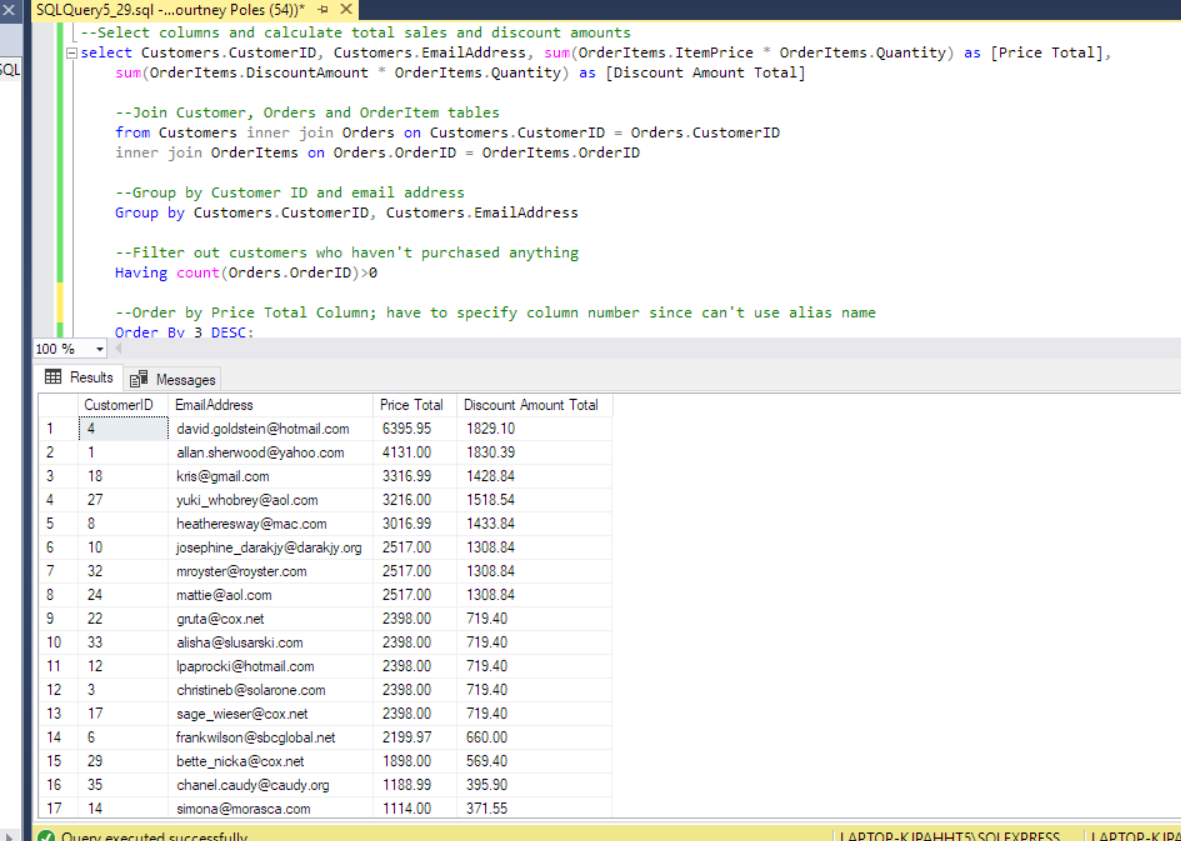 SQLQuery5_29.sql -...ourtney Poles (54))*
SQL
--Select columns and calculate total sales and discount amounts
select Customers.CustomerID, Customers.EmailAddress, sum(OrderItems.ItemPrice * OrderItems.Quantity) as [Price Total],
sum(OrderItems.DiscountAmount * OrderItems.Quantity) as [Discount Amount Total]
--Join Customer, Orders and OrderItem tables
from Customers inner join Orders on Customers.CustomerID = Orders.CustomerID
inner join OrderItems on Orders.OrderID = OrderItems.OrderID
--Group by Customer ID and email address
Group by Customers.CustomerID, Customers.EmailAddress
--Filter out customers who haven't purchased anything
Having count(Orders.OrderID)>0
--Order by Price Total Column; have to specify column number since can't use alias name
Order By 3 DESC;
100 %
Results Messages
CustomerID EmailAddress Price Total Discount Amount Total
1 4 david.goldstein@hotmail.com 6395.95 1829.10
2 1 allan.sherwood@yahoo.com 4131.00 1830.39
3 18 kris@gmail.com 3316.99 1428.84
4 27 yuki_whobrey@aol.com 3216.00 1518.54
5 8 heatheresway@mac.com 3016.99 1433.84
6 10 josephine_darakjy@darakjy.org 2517.00 1308.84
7 32 mroyster@royster.com 2517.00 1308.84
8 24 mattie@aol.com 2517.00 1308.84
9 22 gruta@cox.net 2398.00 719.40
10 33 alisha@slusarski.com 2398.00 719.40
11 12 lpaprocki@hotmail.com 2398.00 719.40
12 3 christineb@solarone.com 2398.00 719.40
13 17 sage_wieser@cox.net 2398.00 719.40
14 6 frankwilson@sbcglobal.net 2199.97 660.00
15 29 bette_nicka@cox.net 1898.00 569.40
16 35 chanel.caudy@caudy.org 1188.99 395.90
17 14 simona@morasca.com 1114.00 371.55
Query executed successfully LAPTOP-KJPAHHT5\SQLEXPRESS LAPTOP-KJPA